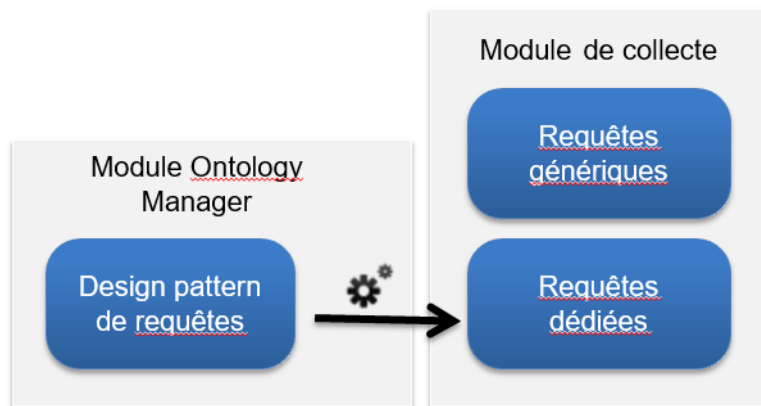 Module Ontology
Manager
Design pattern
de requêtes
Module de collecte
Requêtes
génériques
Requêtes
dédiées